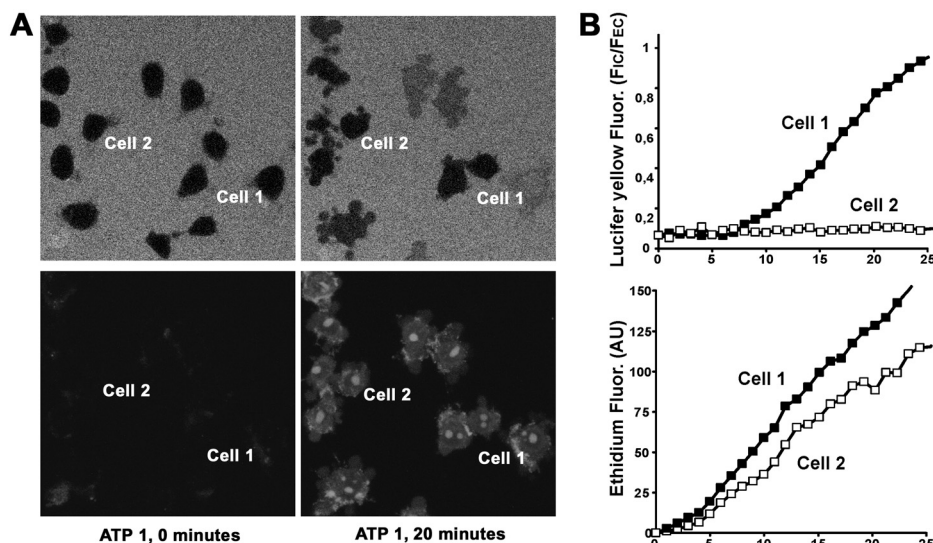 A
Cell 2
Cell 1
Cell 2
Cell 1
Cell 2
Cell 1
Cell 2
Cell 1
ATP 1, 0 minutes
ATP 1, 20 minutes
B
Lucifer yellow Fluor. (FIC/FEC)
1
0,8
0,6
0,4
0,2
0
0
5
10
15
20
25
Cell 1
Cell 2
Ethidium Fluor. (AU)
150
125
100
75
50
25
0
0
5
10
15
20
25
Cell 1
Cell 2